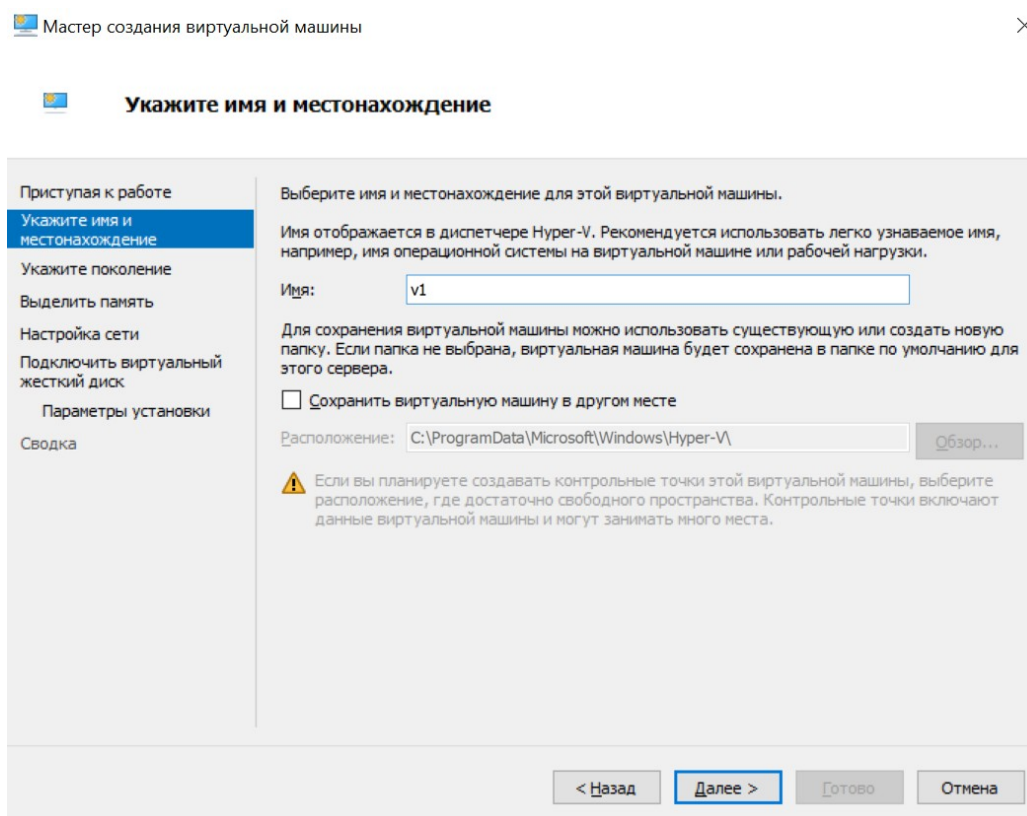 Мастер создания виртуальной машины
Укажите имя и местонахождение
Приступая к работе
Укажите имя и
местонахождение
Укажите поколение
Выделить память
Настройка сети
Подключить виртуальный
жесткий диск
Параметры установки
Сводка
Выберите имя и местонахождение для этой виртуальной машины.
Имя отображается в диспетчере Hyper-V. Рекомендуется использовать легко узнаваемое имя,
например, имя операционной системы на виртуальной машине или рабочей нагрузки.
Имя: v1
Для сохранения виртуальной машины можно использовать существующую или создать новую
папку. Если папка не выбрана, виртуальная машина будет сохранена в папке по умолчанию для
этого сервера.
Сохранить виртуальную машину в другом месте
Расположение: C:\ProgramData\Microsoft\Windows\Hyper-V\ Обзор...
Если вы планируете создавать контрольные точки этой виртуальной машины, выберите
расположение, где достаточно свободного пространства. Контрольные точки включают
данные виртуальной машины и могут занимать много места.
< Назад Далее > Готово Отмена